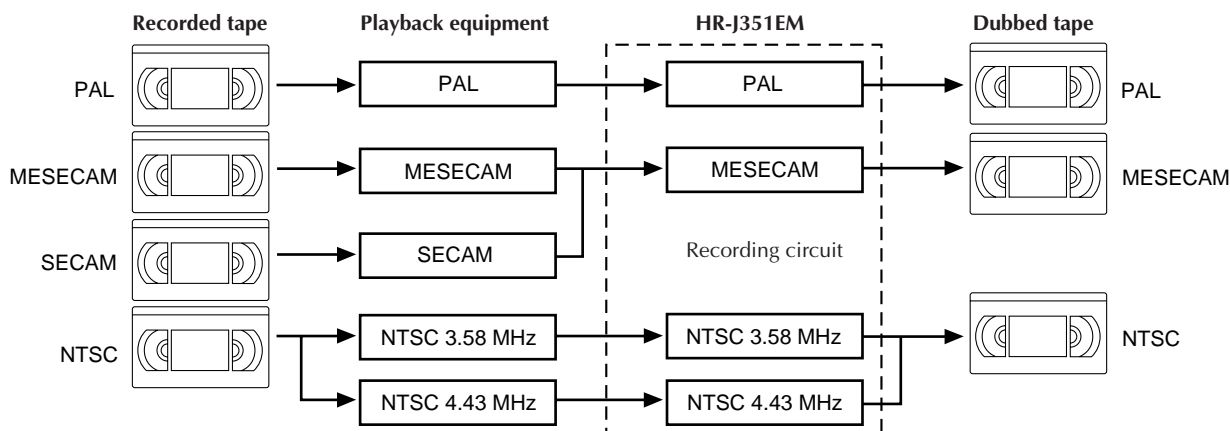 Recorded tape Playback equipment HR-J351EM Dubbed tape
PAL PAL PAL PAL
MESECAM MESECAM MESECAM MESECAM
SECAM SECAM Recording circuit
NTSC NTSC 3.58 MHz NTSC 3.58 MHz NTSC
NTSC 4.43 MHz NTSC 4.43 MHz